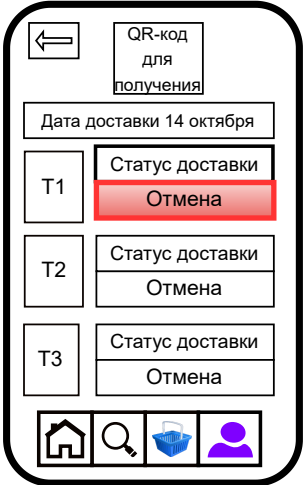 QR-код
для
получения
Дата доставки 14 октября
Т1
Статус доставки
Отмена
Т2
Статус доставки
Отмена
Т3
Статус доставки
Отмена